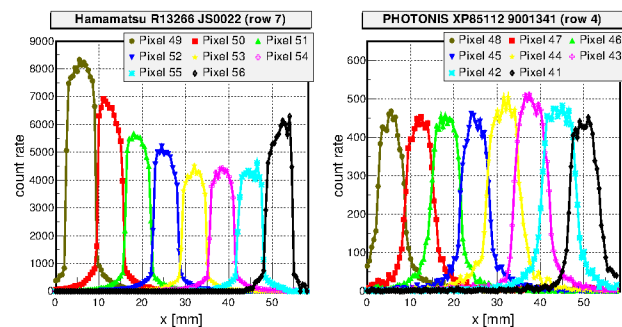 Hamamatsu R13266 JS0022 (row 7)
Pixel 49 Pixel 50 Pixel 51
Pixel 52 Pixel 53 Pixel 54
Pixel 55 Pixel 56
count rate
9000
8000
7000
6000
5000
4000
3000
2000
1000
0
0 10 20 30 40 50
x [mm]
PHOTONIS XP85112 9001341 (row 4)
Pixel 48 Pixel 47 Pixel 46
Pixel 45 Pixel 44 Pixel 43
Pixel 42 Pixel 41
count rate
600
500
400
300
200
100
0
0 10 20 30 40 50
x [mm]